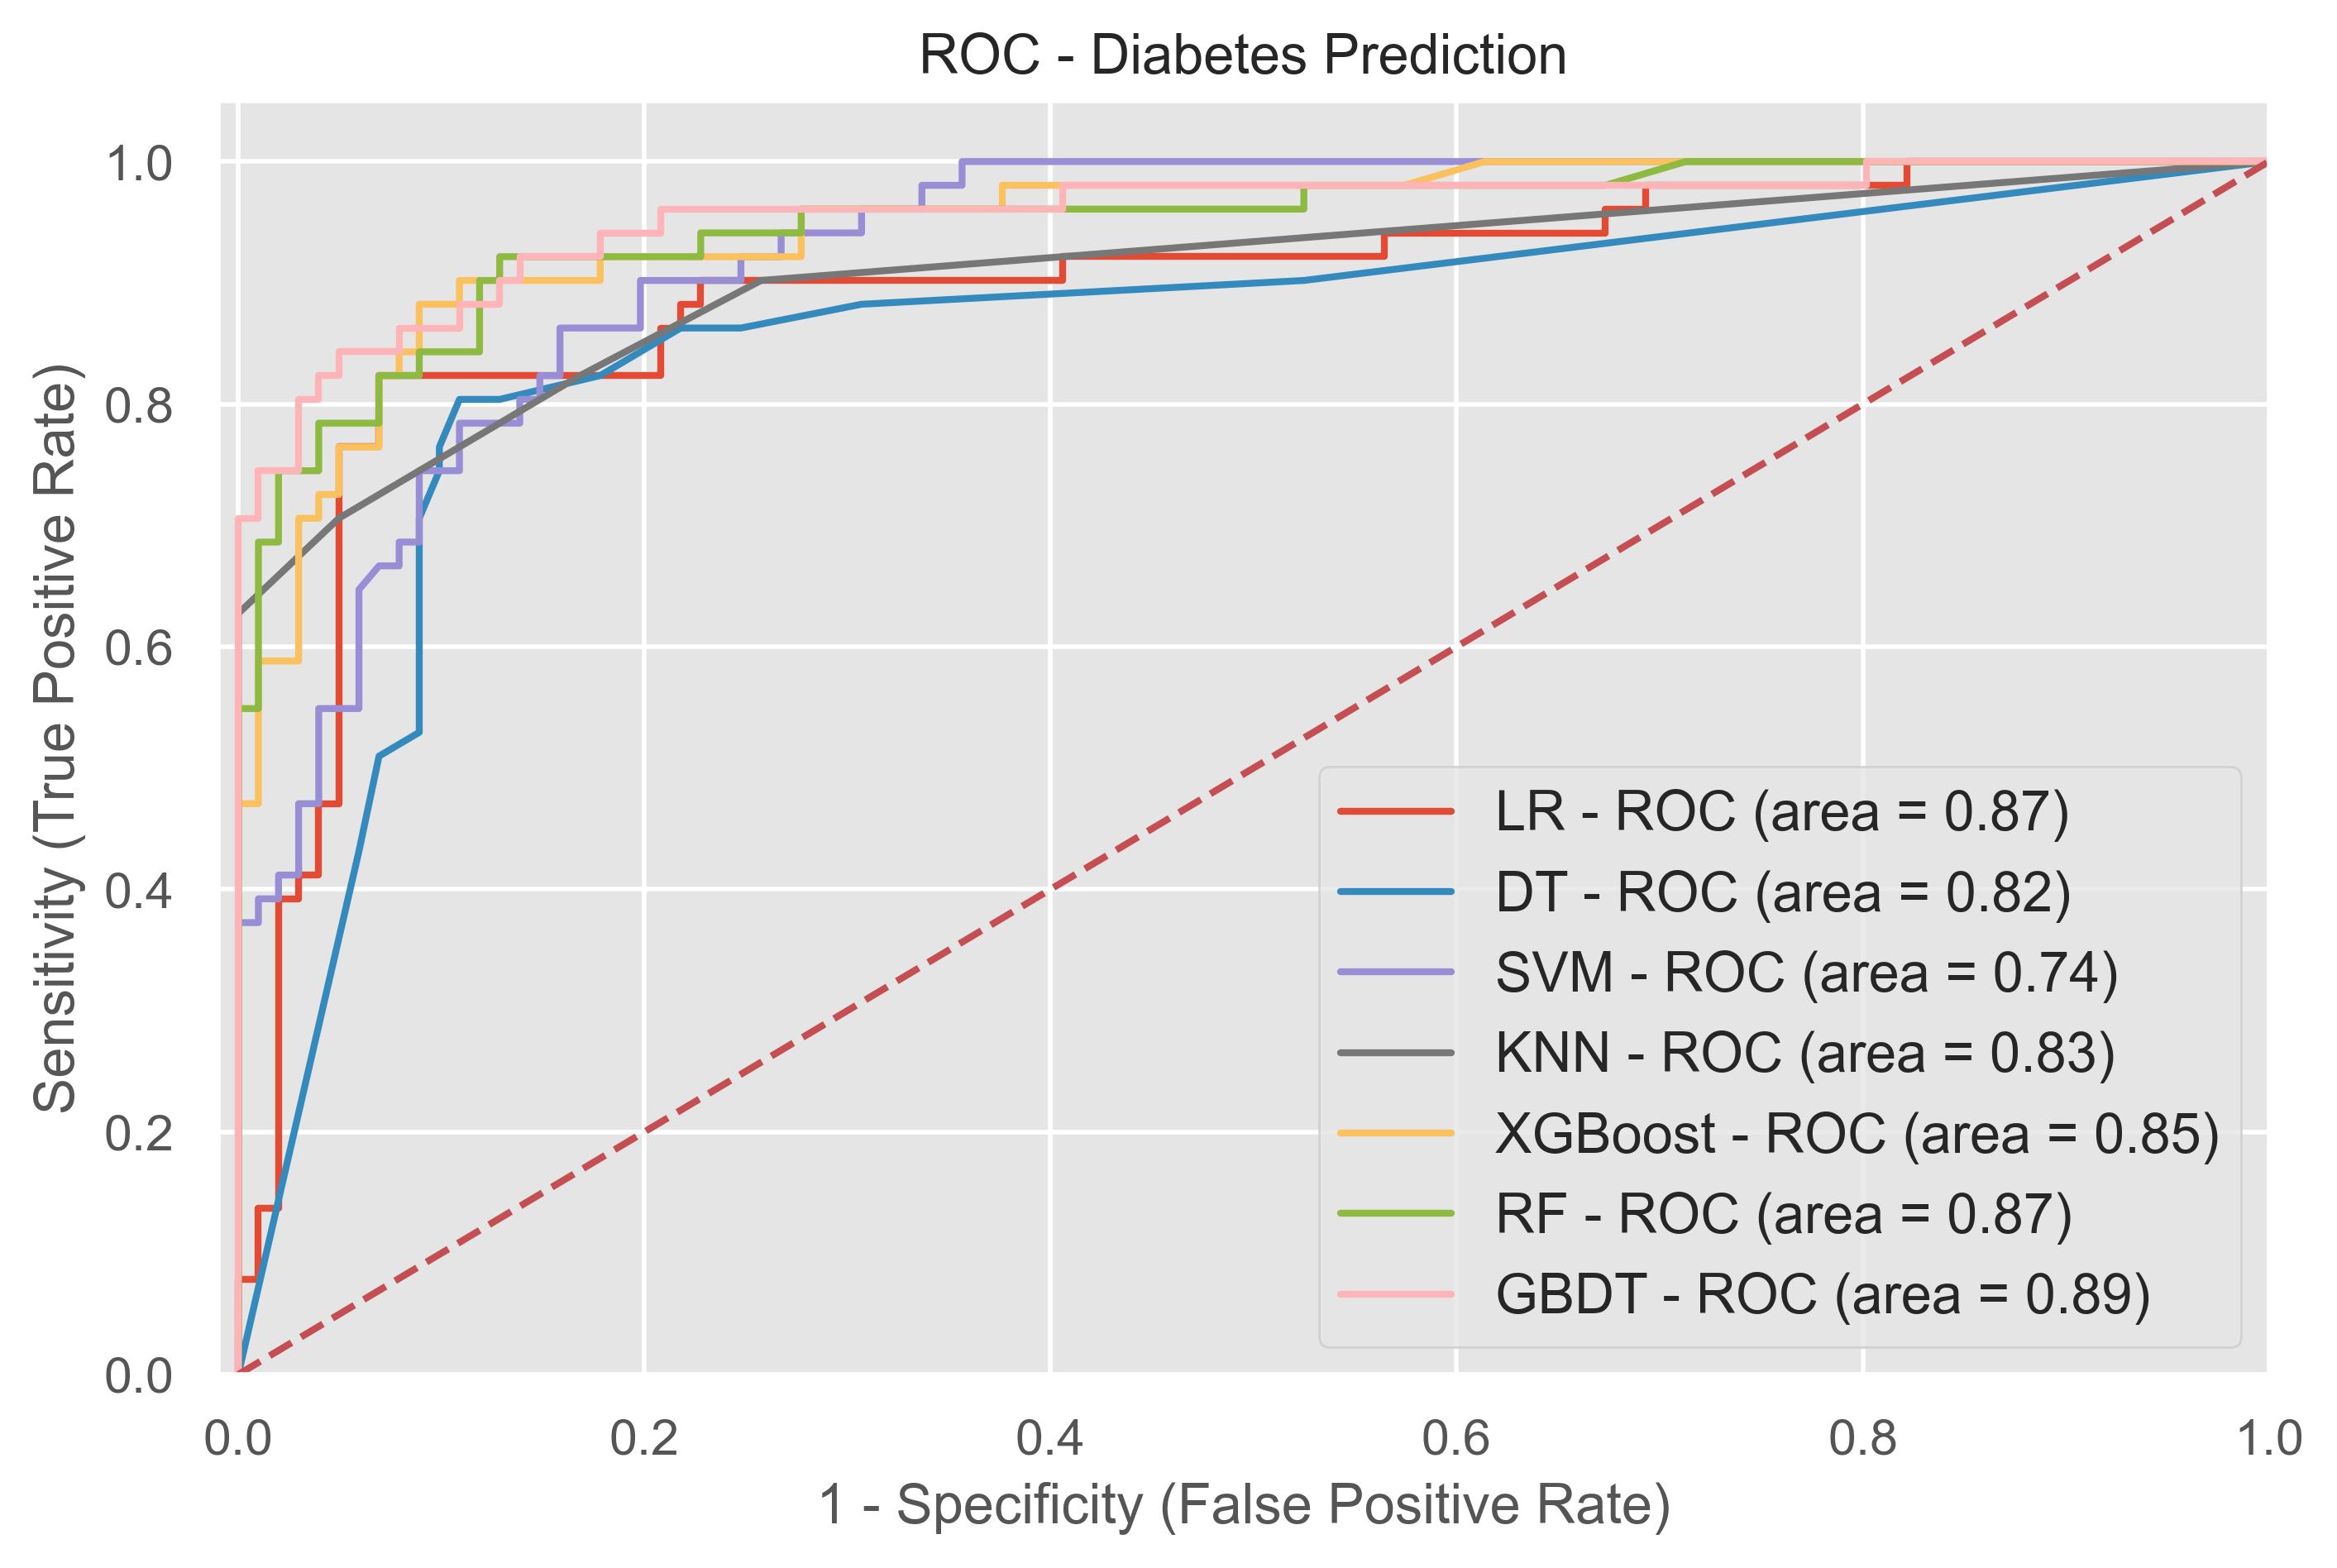 ROC - Diabetes Prediction
Sensitivity (True Positive Rate)
1.0
0.8
0.6
0.4
0.2
0.0
LR - ROC (area = 0.87)
DT - ROC (area = 0.82)
SVM - ROC (area = 0.74)
KNN - ROC (area = 0.83)
XGBoost - ROC (area = 0.85)
RF - ROC (area = 0.87)
GBDT - ROC (area = 0.89)
0.0 0.2 0.4 0.6 0.8 1.0
1 - Specificity (False Positive Rate)